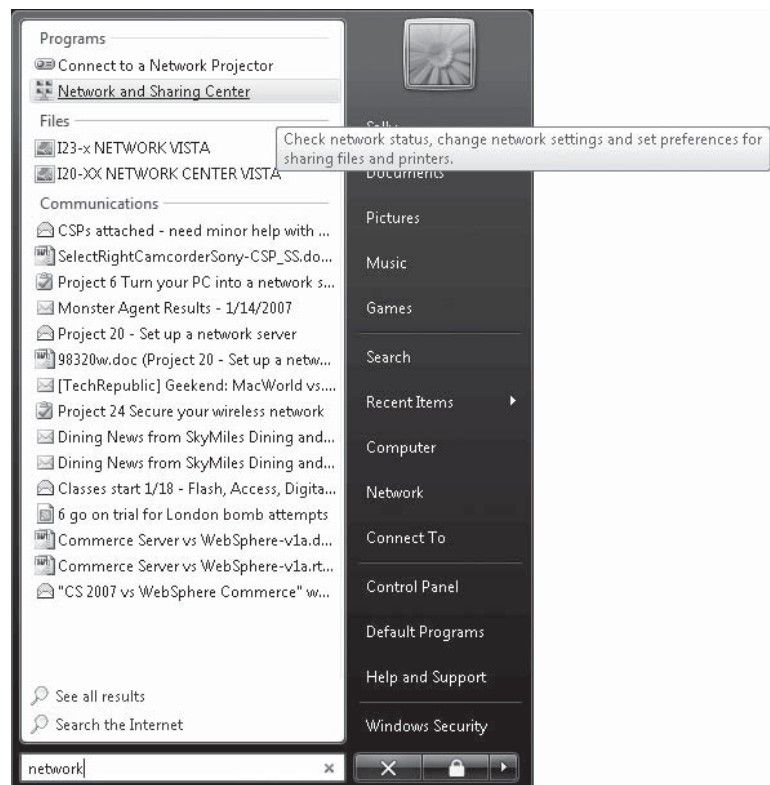 Programs
Connect to a Network Projector
Network and Sharing Center
Files
I23-x NETWORK VISTA
I20-XX NETWORK CENTER VISTA
Communications
CSPs attached - need minor help with ...
SelectRightCamcorderSony-CSP_SS.do...
Project 6 Turn your PC into a network s...
Monster Agent Results - 1/14/2007
Project 20 - Set up a network server
98320w.doc (Project 20 - Set up a netw...
[TechRepublic] Geekend: MacWorld vs....
Project 24 Secure your wireless network
Dining News from SkyMiles Dining and...
Dining News from SkyMiles Dining and...
Classes start 1/18 - Flash, Access, Digita...
6 go on trial for London bomb attempts
Commerce Server vs WebSphere-v1a.d...
Commerce Server vs WebSphere-v1a.rt...
"CS 2007 vs WebSphere Commerce" w...
See all results
Search the Internet
network
Check network status, change network settings and set preferences for
sharing files and printers.
Documents
Pictures
Music
Games
Search
Recent Items
Computer
Network
Connect To
Control Panel
Default Programs
Help and Support
Windows Security